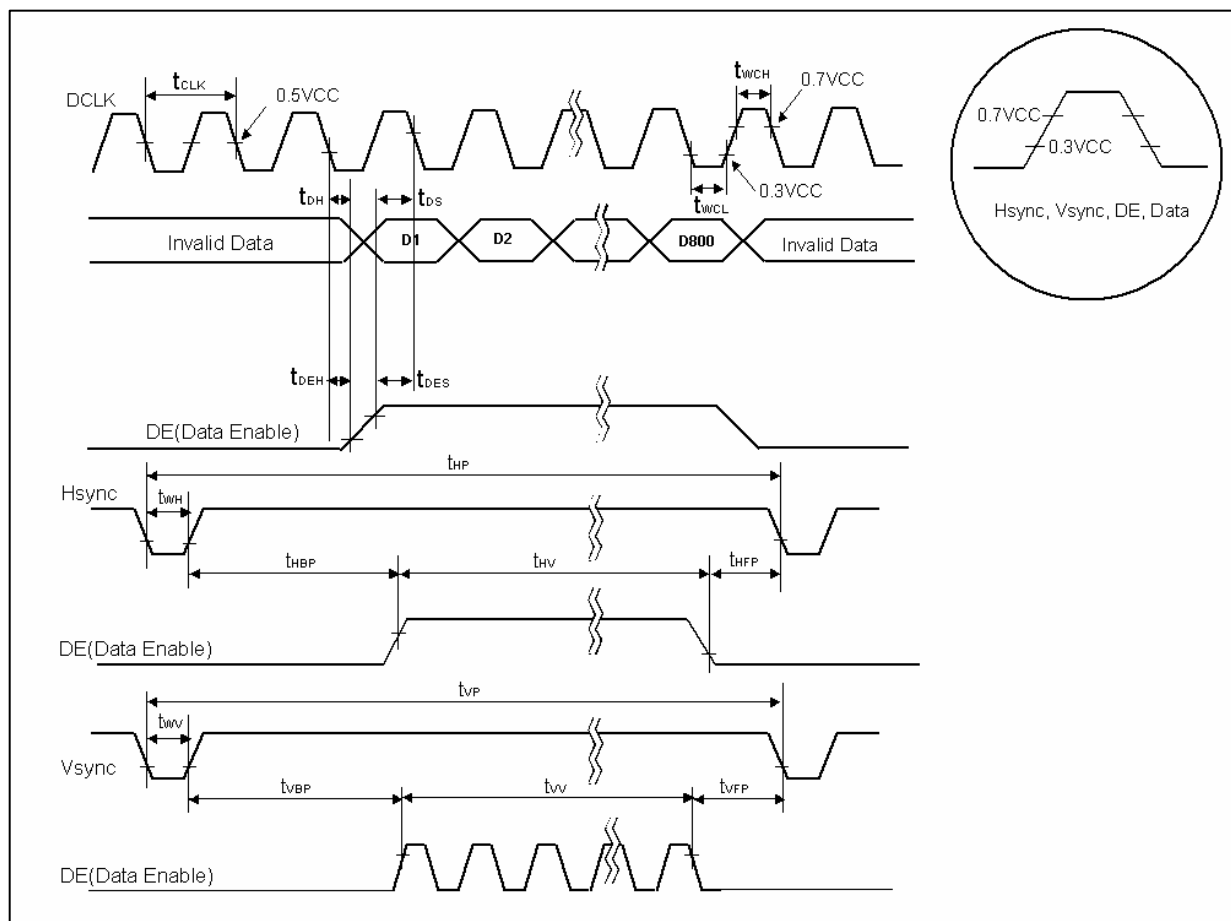 tCLK
DCLK
0.5VCC
tWCH
0.7VCC
0.3VCC
tWCL
tDH
tDS
Invalid Data
D1
D2
D800
Invalid Data
0.7VCC
0.3VCC
Hsync, Vsync, DE, Data
tDEH
tDES
DE(Data Enable)
tHP
Hsync
tWH
tHBP
tHV
tHFP
DE(Data Enable)
tVP
tWV
Vsync
tVBP
tVV
tVFP
DE(Data Enable)